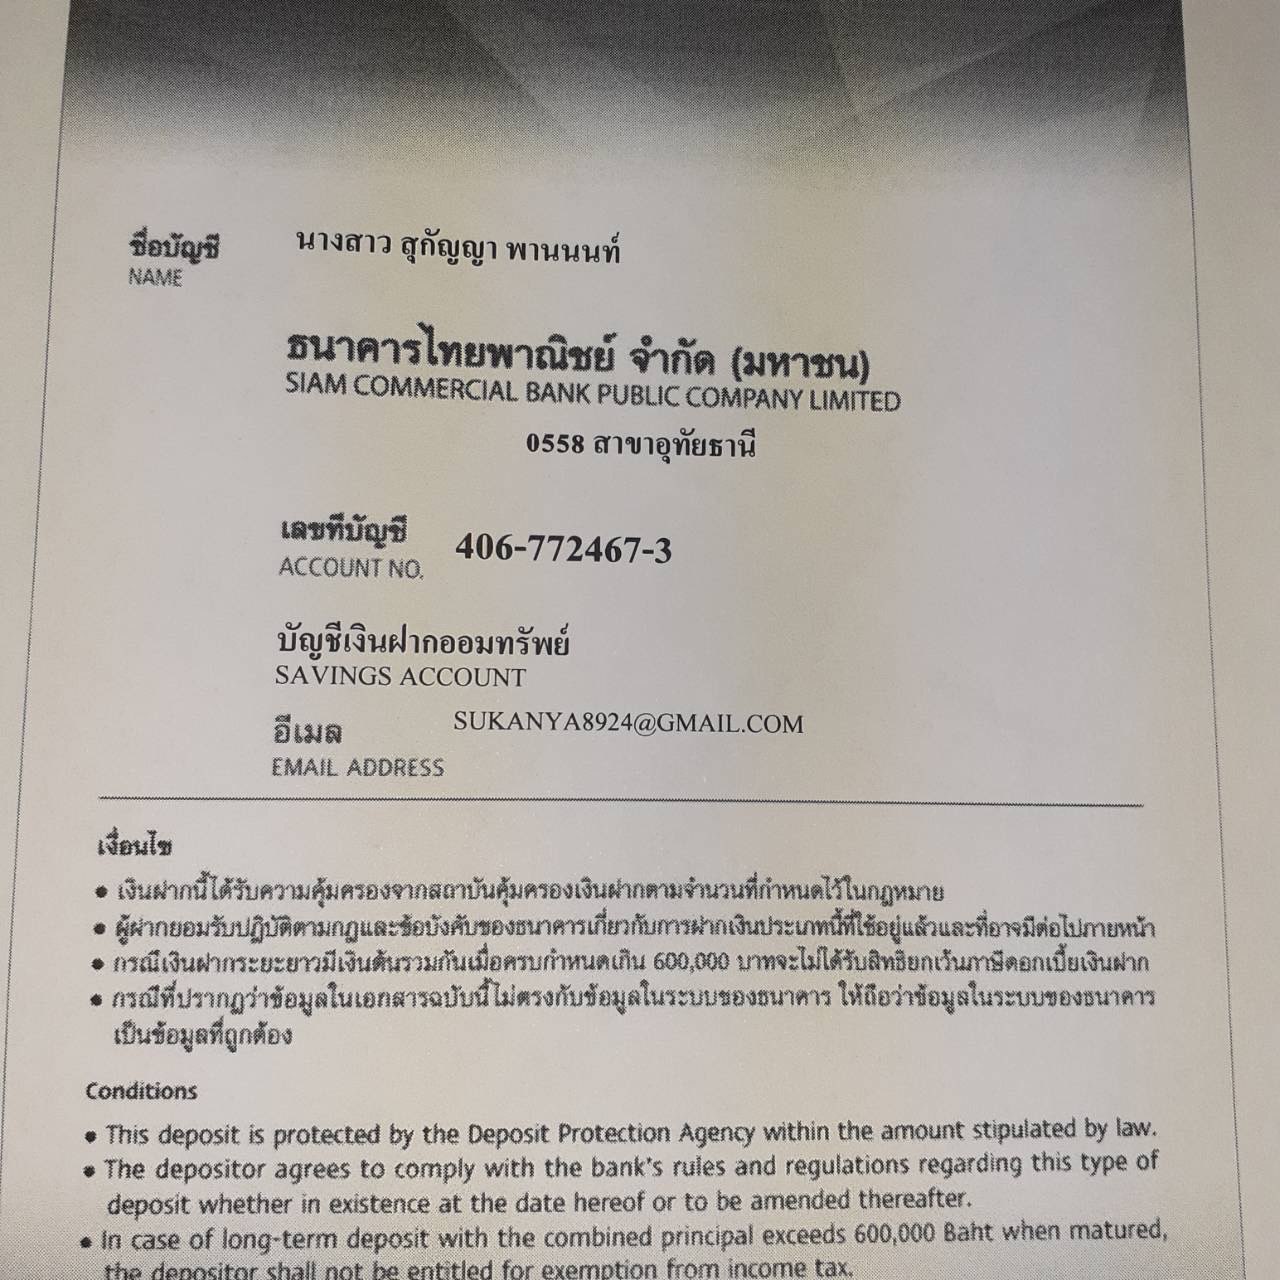 ชื่อบัญชี นางสาว สุกัญญา พานนนท์
NAME
ธนาคารไทยพาณิชย์ จำกัด (มหาชน)
SIAM COMMERCIAL BANK PUBLIC COMPANY LIMITED
0558 สาขาอุทัยธานี
เลขที่บัญชี 406-772467-3
ACCOUNT NO.
บัญชีเงินฝากออมทรัพย์
SAVINGS ACCOUNT
อีเมล SUKANYA8924@GMAIL.COM
EMAIL ADDRESS
เงื่อนไข
• เงินฝากนี้ได้รับความคุ้มครองจากสถาบันคุ้มครองเงินฝากตามจำนวนที่กำหนดไว้ในกฎหมาย
• ผู้ฝากยอมรับปฏิบัติตามกฎและข้อบังคับของธนาคารเกี่ยวกับการฝากเงินประเภทนี้ที่ใช้อยู่แล้วและที่อาจมีต่อไปภายหน้า
• กรณีเงินฝากระยะยาวมีเงินต้นรวมกันเมื่อครบกำหนดเกิน 600,000 บาทจะไม่ได้รับสิทธิยกเว้นภาษีดอกเบี้ยเงินฝาก
• กรณีที่ปรากฏว่าข้อมูลในเอกสารฉบับนี้ไม่ตรงกับข้อมูลในระบบของธนาคาร ให้ถือว่าข้อมูลในระบบของธนาคาร
เป็นข้อมูลที่ถูกต้อง
Conditions
• This deposit is protected by the Deposit Protection Agency within the amount stipulated by law.
• The depositor agrees to comply with the bank's rules and regulations regarding this type of
deposit whether in existence at the date hereof or to be amended thereafter.
• In case of long-term deposit with the combined principal exceeds 600,000 Baht when matured,
the depositor shall not be entitled for exemption from income tax.